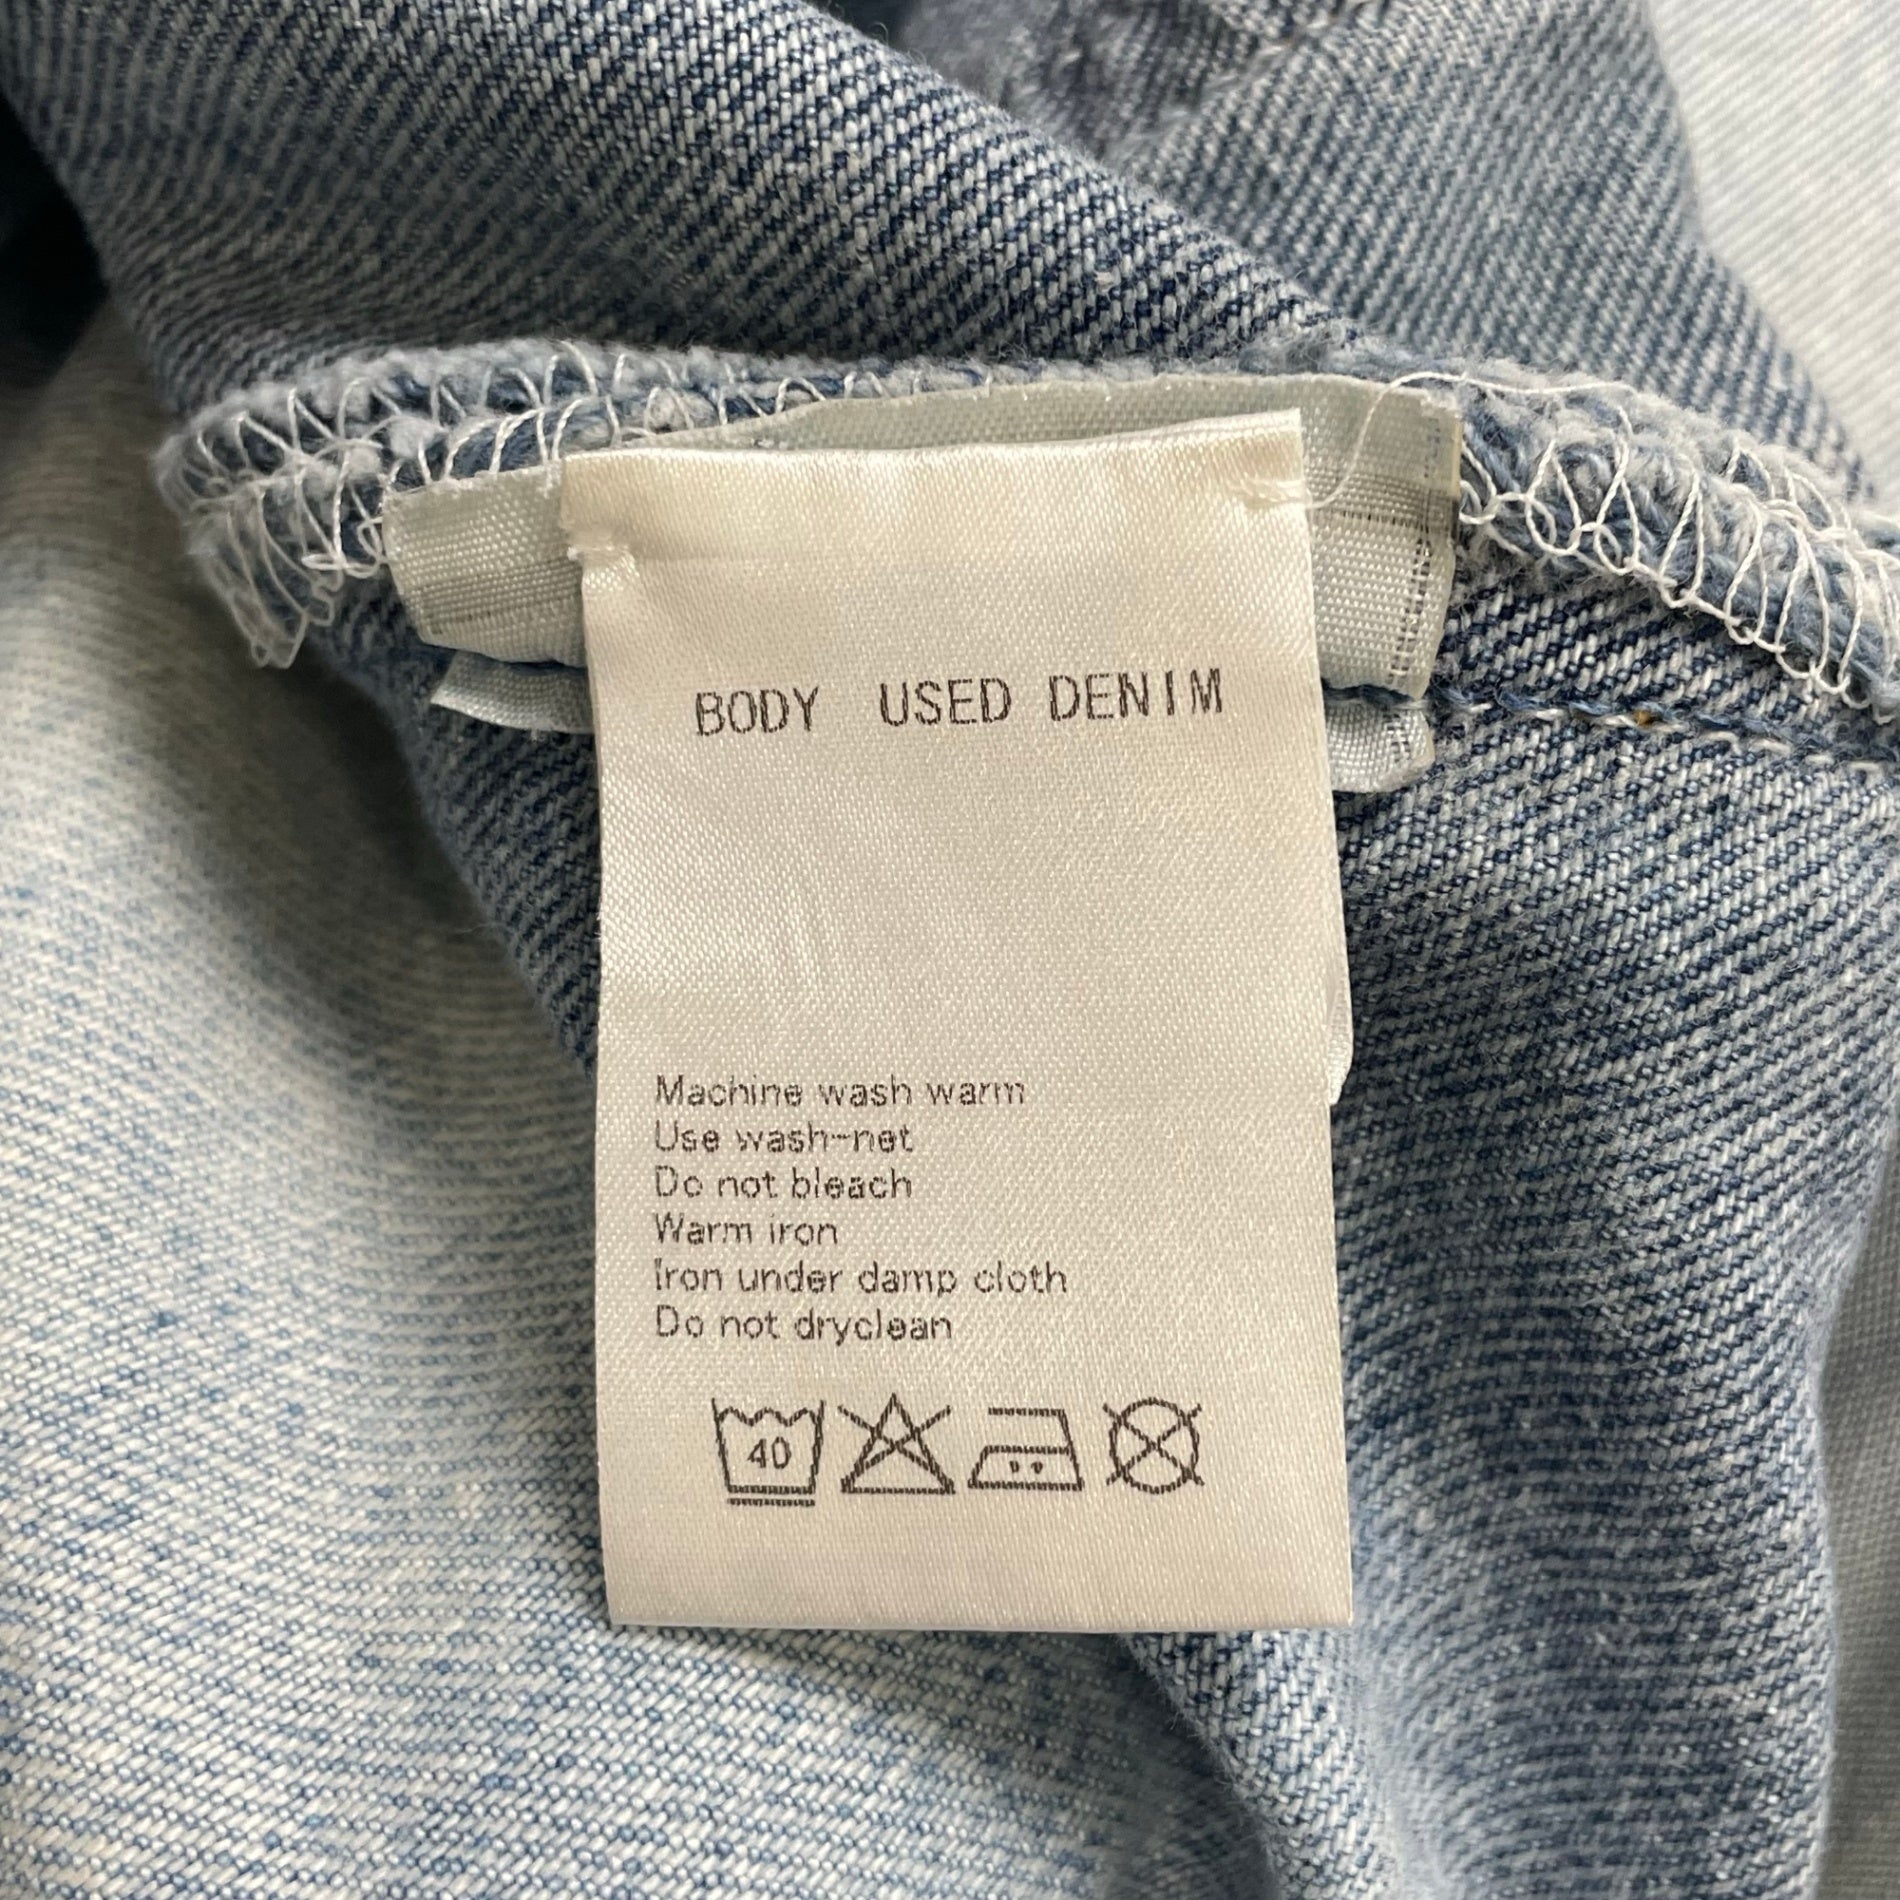 BODY USED DENIM
Machine wash warm
Use wash-net
Do not bleach
Warm iron
Iron under damp cloth
Do not dryclean
40